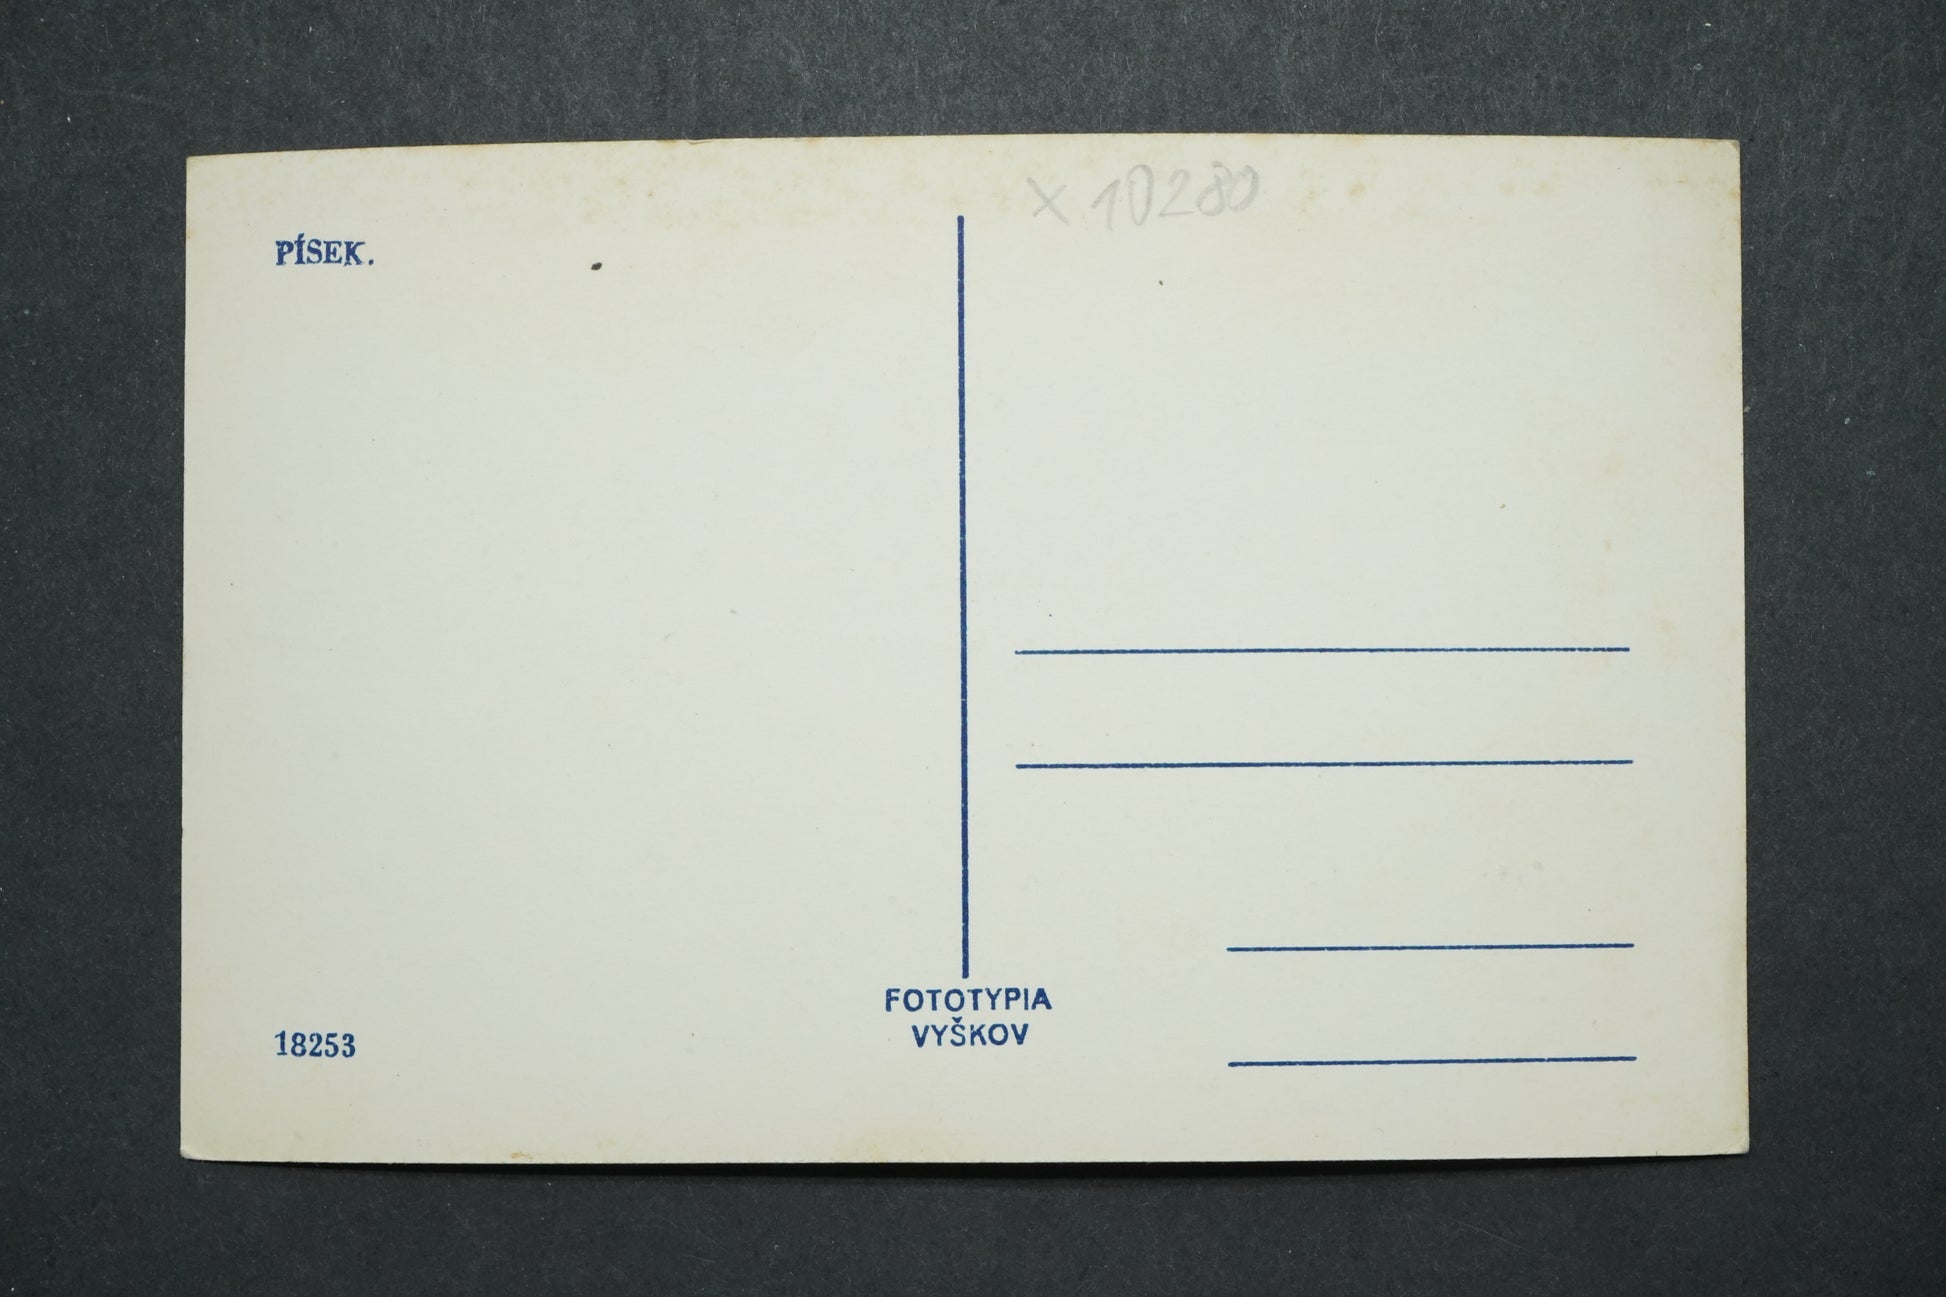 PÍSEK.
x 10280
FOTOTYPIA
VYŠKOV
18253